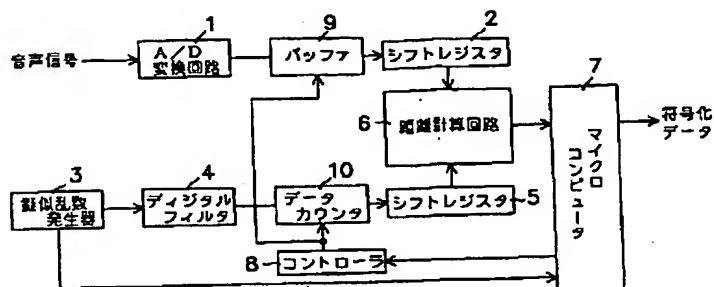 音声信号
1
A/D
変換回路
9
バッファ
2
シフトレジスタ
6
距離計算回路
7
マイクロ
コンピュータ
符号化
データ
3
擬似乱数
発生器
4
ディジタル
フィルタ
10
データ
カウンタ
シフトレジスタ
5
8
コントローラ